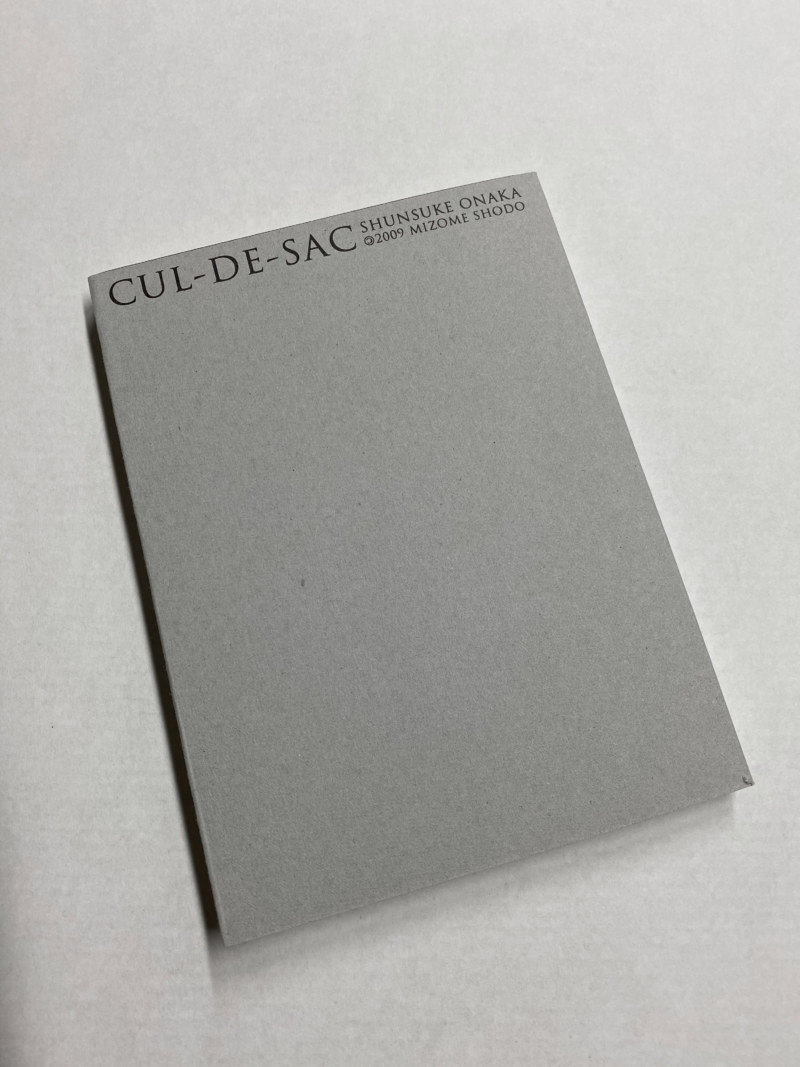 CUL-DE-SAC
SHUNSUKE ONAKA
©2009 MIZOME SHODO